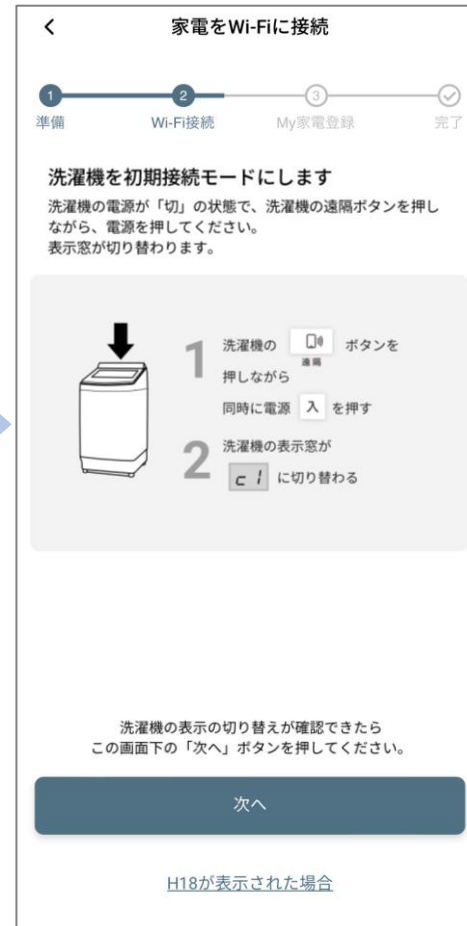 家電をWi-Fiに接続
1 2 3
準備 Wi-Fi接続 My家電登録 完了
洗濯機を初期接続モードにします
洗濯機の電源が「切」の状態で、洗濯機の遠隔ボタンを押し
ながら、電源を押してください。
表示窓が切り替わります。
1 洗濯機の ボタンを
遠隔
押しながら
同時に電源 入 を押す
2 洗濯機の表示窓が
c1 に切り替わる
洗濯機の表示の切り替えが確認できたら
この画面下の「次へ」ボタンを押してください。
次へ
H18が表示された場合